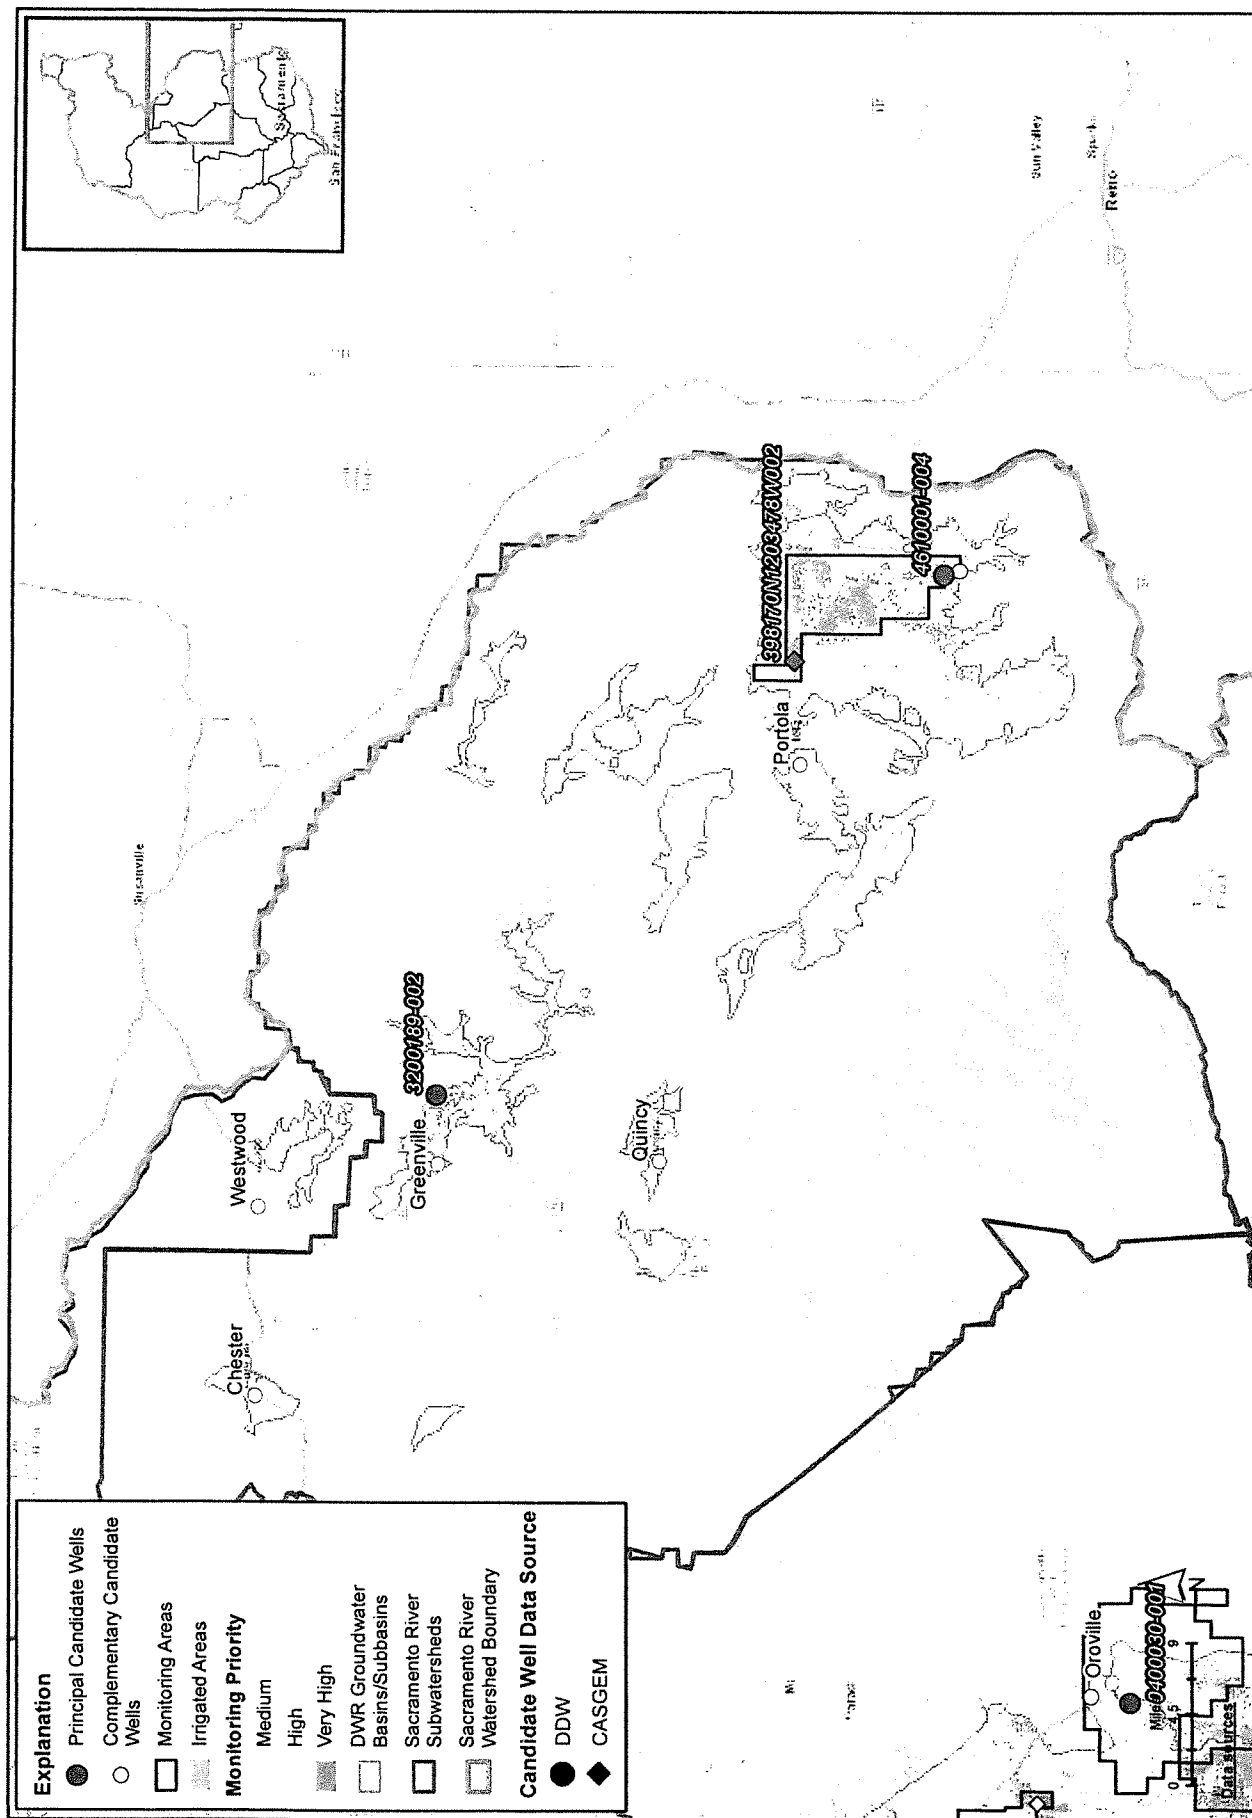 Explanation
Principal Candidate Wells
Complementary Candidate
Wells
Monitoring Areas
Irrigated Areas
Monitoring Priority
Medium
High
Very High
DWR Groundwater
Basins/Subbasins
Sacramento River
Subwatersheds
Sacramento River
Watershed Boundary
Candidate Well Data Source
DDW
CASGEM
Chester
Westwood
Susanville
Greenville
3200189-002
Quincy
Portola
398170N1203478W002
4610001-004
Sun Valley
Sparks
Reno
Oroville
0400030-001
0
4.5
9
N
Data sources
Sacramento
San Francisco